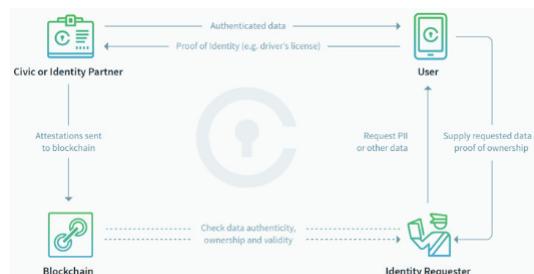 Authenticated data
Proof of Identity (e.g. driver's license)
Civic or Identity Partner
User
Attestations sent
to blockchain
Request PII
or other data
Supply requested data
proof of ownership
Check data authenticity,
ownership and validity
Blockchain
Identity Requester